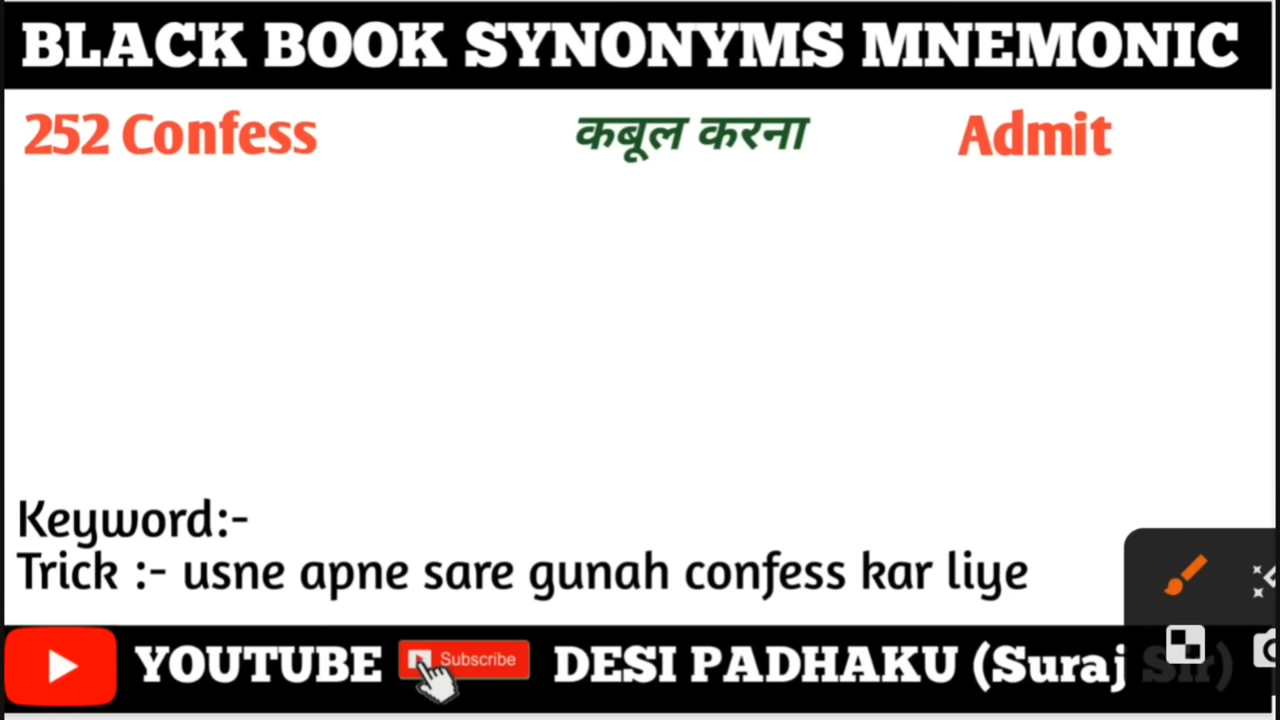 BLACK BOOK SYNONYMS MNEMONIC
252 Confess कबूल करना Admit
Keyword:-
Trick :- usne apne sare gunah confess kar liye
YOUTUBE Subscribe DESI PADHAKU (Suraj Sir)